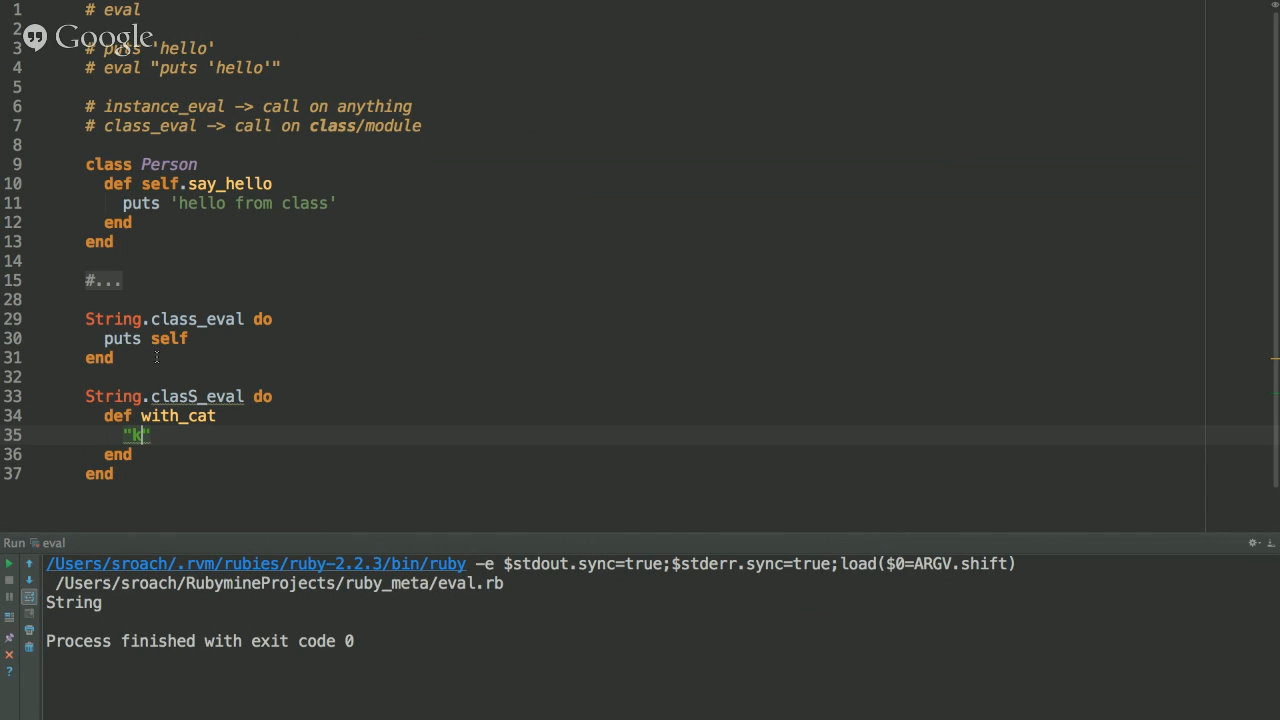 1 # eval
2
Google
3 # puts 'hello'
4 # eval "puts 'hello'"
5
6 # instance_eval -> call on anything
7 # class_eval -> call on class/module
8
9 class Person
10 def self.say_hello
11 puts 'hello from class'
12 end
13 end
14
15 #...
28
29 String.class_eval do
30 puts self
31 end
32
33 String.clasS_eval do
34 def with_cat
35 "k"
36 end
37 end
Run eval
/Users/sroach/.rvm/rubies/ruby-2.2.3/bin/ruby -e $stdout.sync=true;$stderr.sync=true;load($0=ARGV.shift)
/Users/sroach/RubymineProjects/ruby_meta/eval.rb
String
Process finished with exit code 0